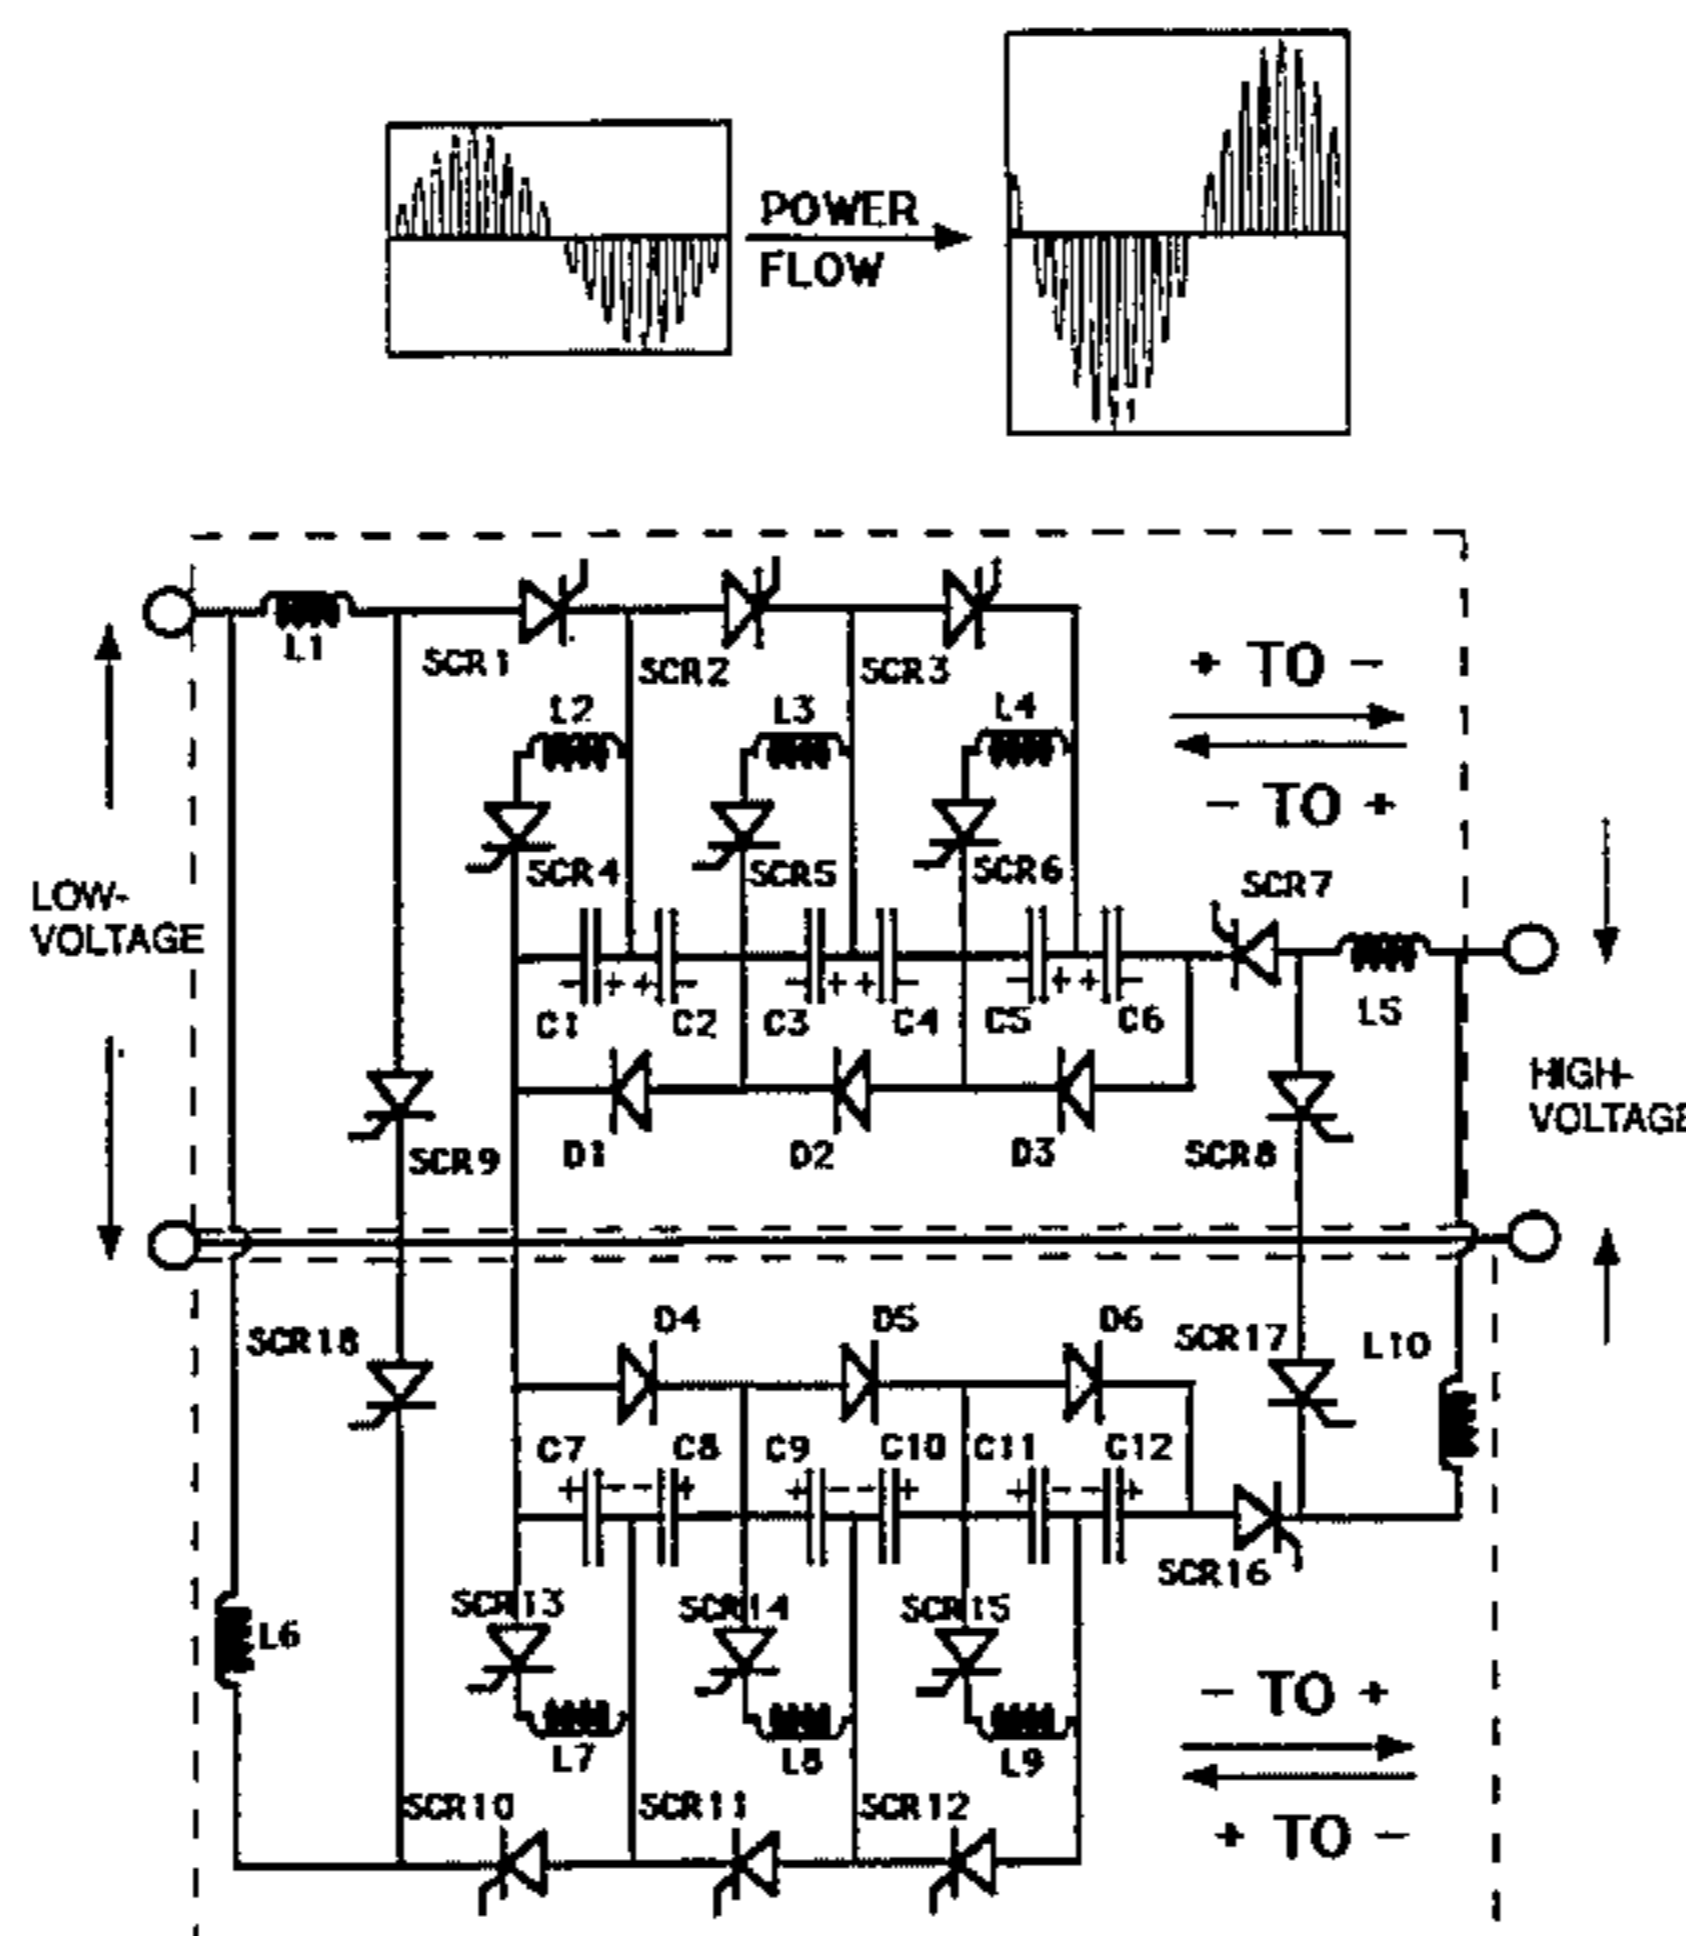 POWER
FLOW
L1
SCR1
SCR2
SCR3
+ TO -
L2
L3
L4
- TO +
SCR4
SCR5
SCR6
SCR7
LOW-
VOLTAGE
- + + -
- + + -
- + + -
C1
C2
C3
C4
C5
C6
L5
HIGH-
VOLTAGE
SCR9
D1
D2
D3
SCR8
D4
D5
D6
SCR18
SCR17
L10
C7
C8
C9
C10
C11
C12
+ - - +
+ - - +
+ - - +
SCR16
SCR13
SCR14
SCR15
L6
L7
L8
L9
- TO +
SCR10
SCR11
SCR12
+ TO -